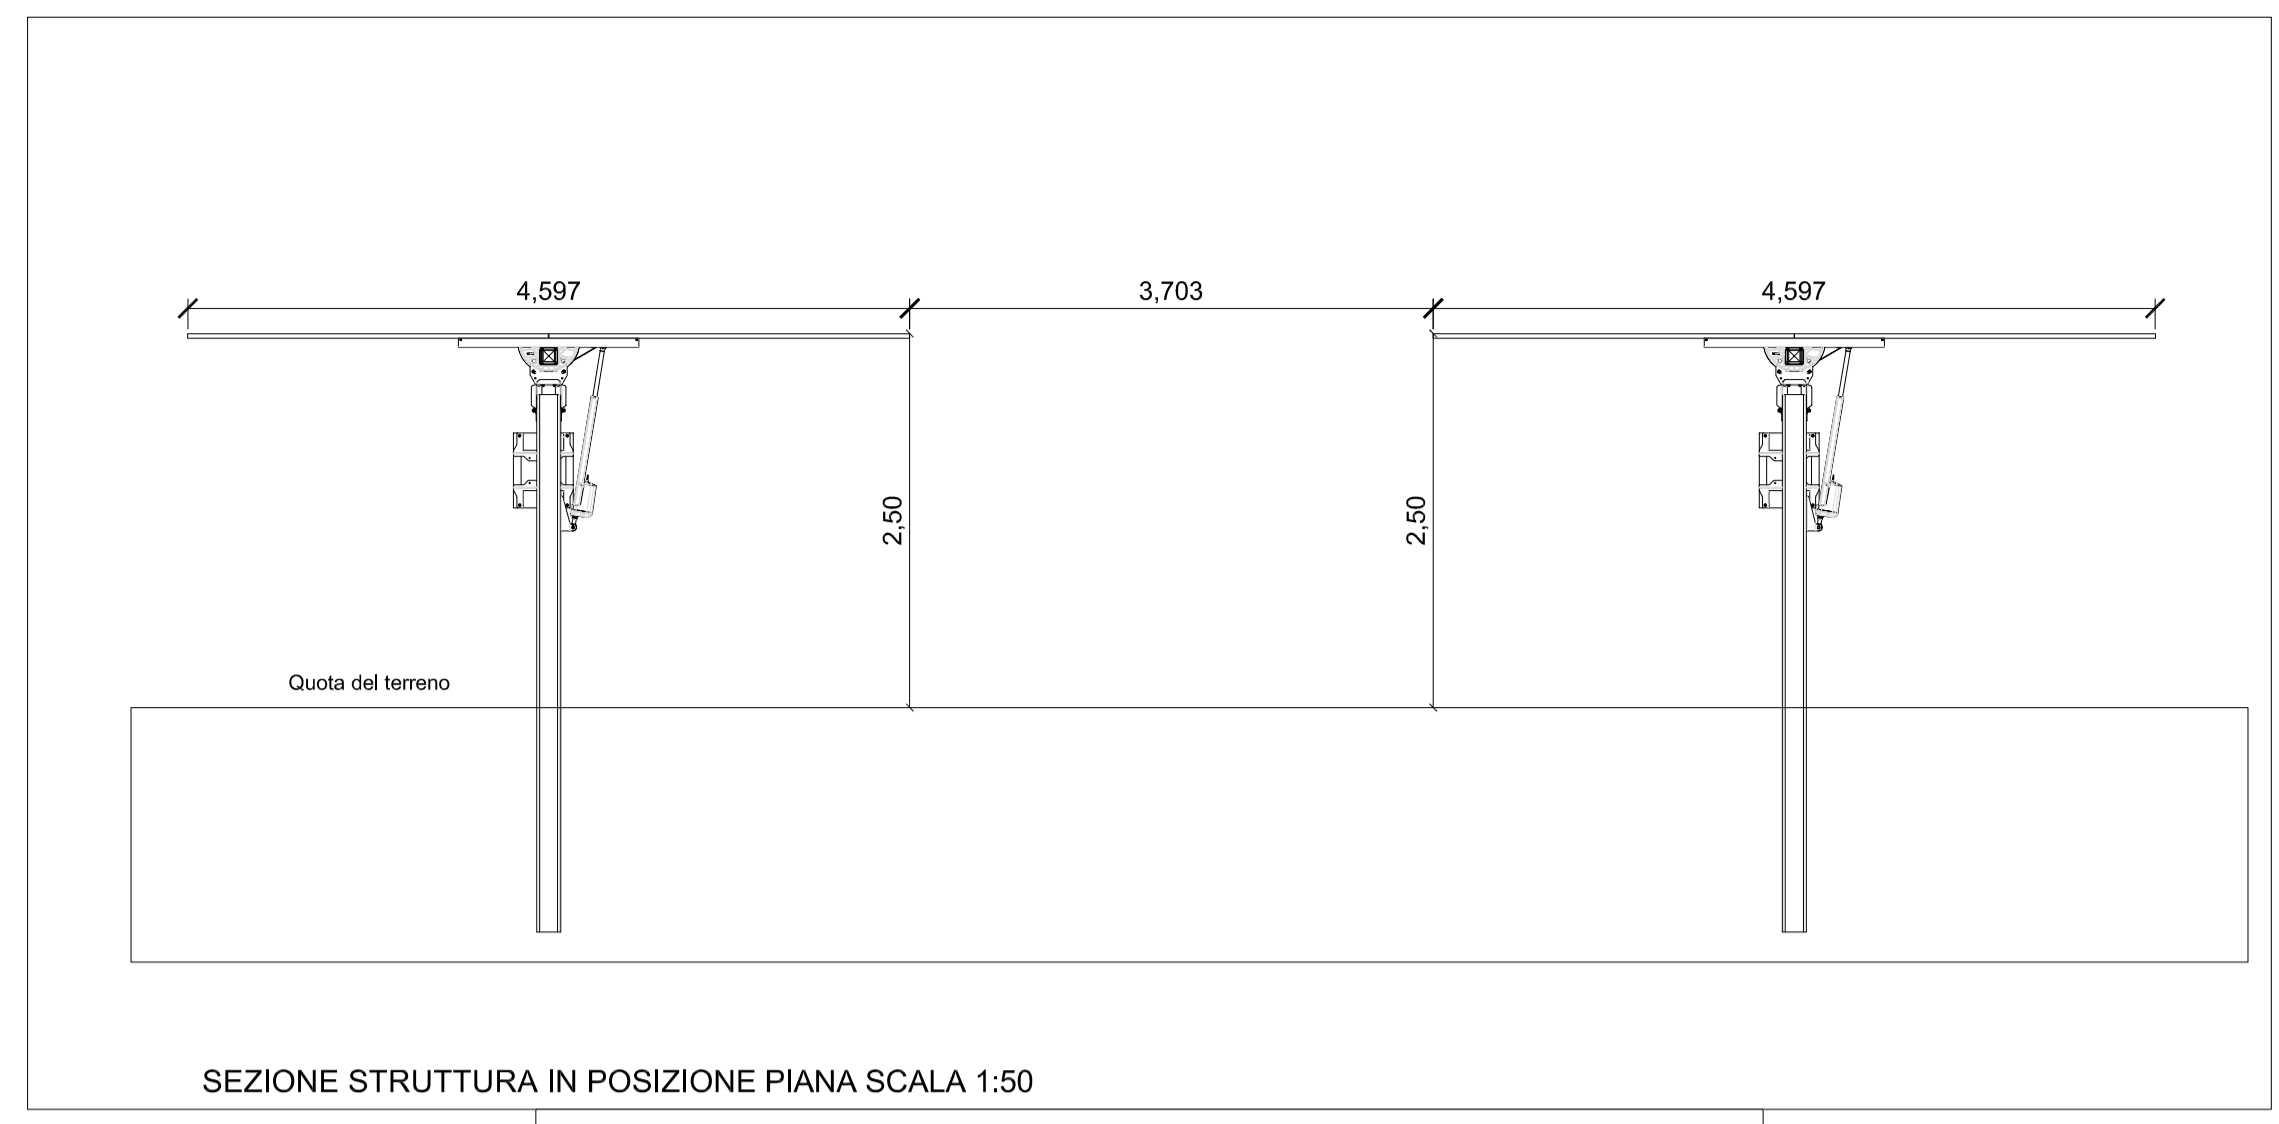 4,597
3,703
4,597
2,50
2,50
Quota del terreno
SEZIONE STRUTTURA IN POSIZIONE PIANA SCALA 1:50